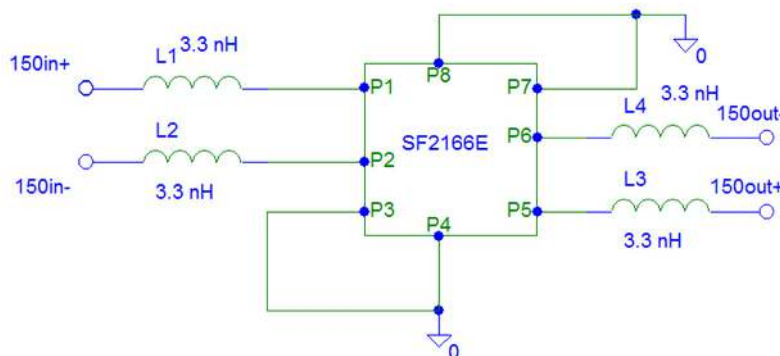 L1
3.3 nH
150in+
P1
P8
P7
0
L2
P2
SF2166E
P6
L4
3.3 nH
150out-
150in-
3.3 nH
P3
P4
P5
L3
150out+
3.3 nH
0